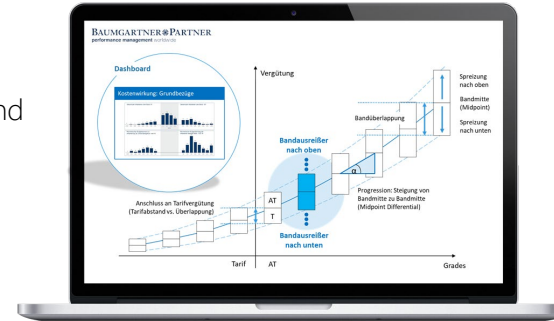 nd
BAUMGARTNER PARTNER
performance management worldwide
Dashboard
Kostenwirkung: Grundbezüge
Vergütung
Spreizung
nach oben
Bandmitte
(Midpoint)
Spreizung
nach unten
Bandüberlappung
Bandausreißer
nach oben
α
Anschluss an Tarifvergütung
(Tarifabstand vs. Überlappung)
AT
T
Progression: Steigung von
Bandmitte zu Bandmitte
(Midpoint Differential)
Bandausreißer
nach unten
Tarif
AT
Grades